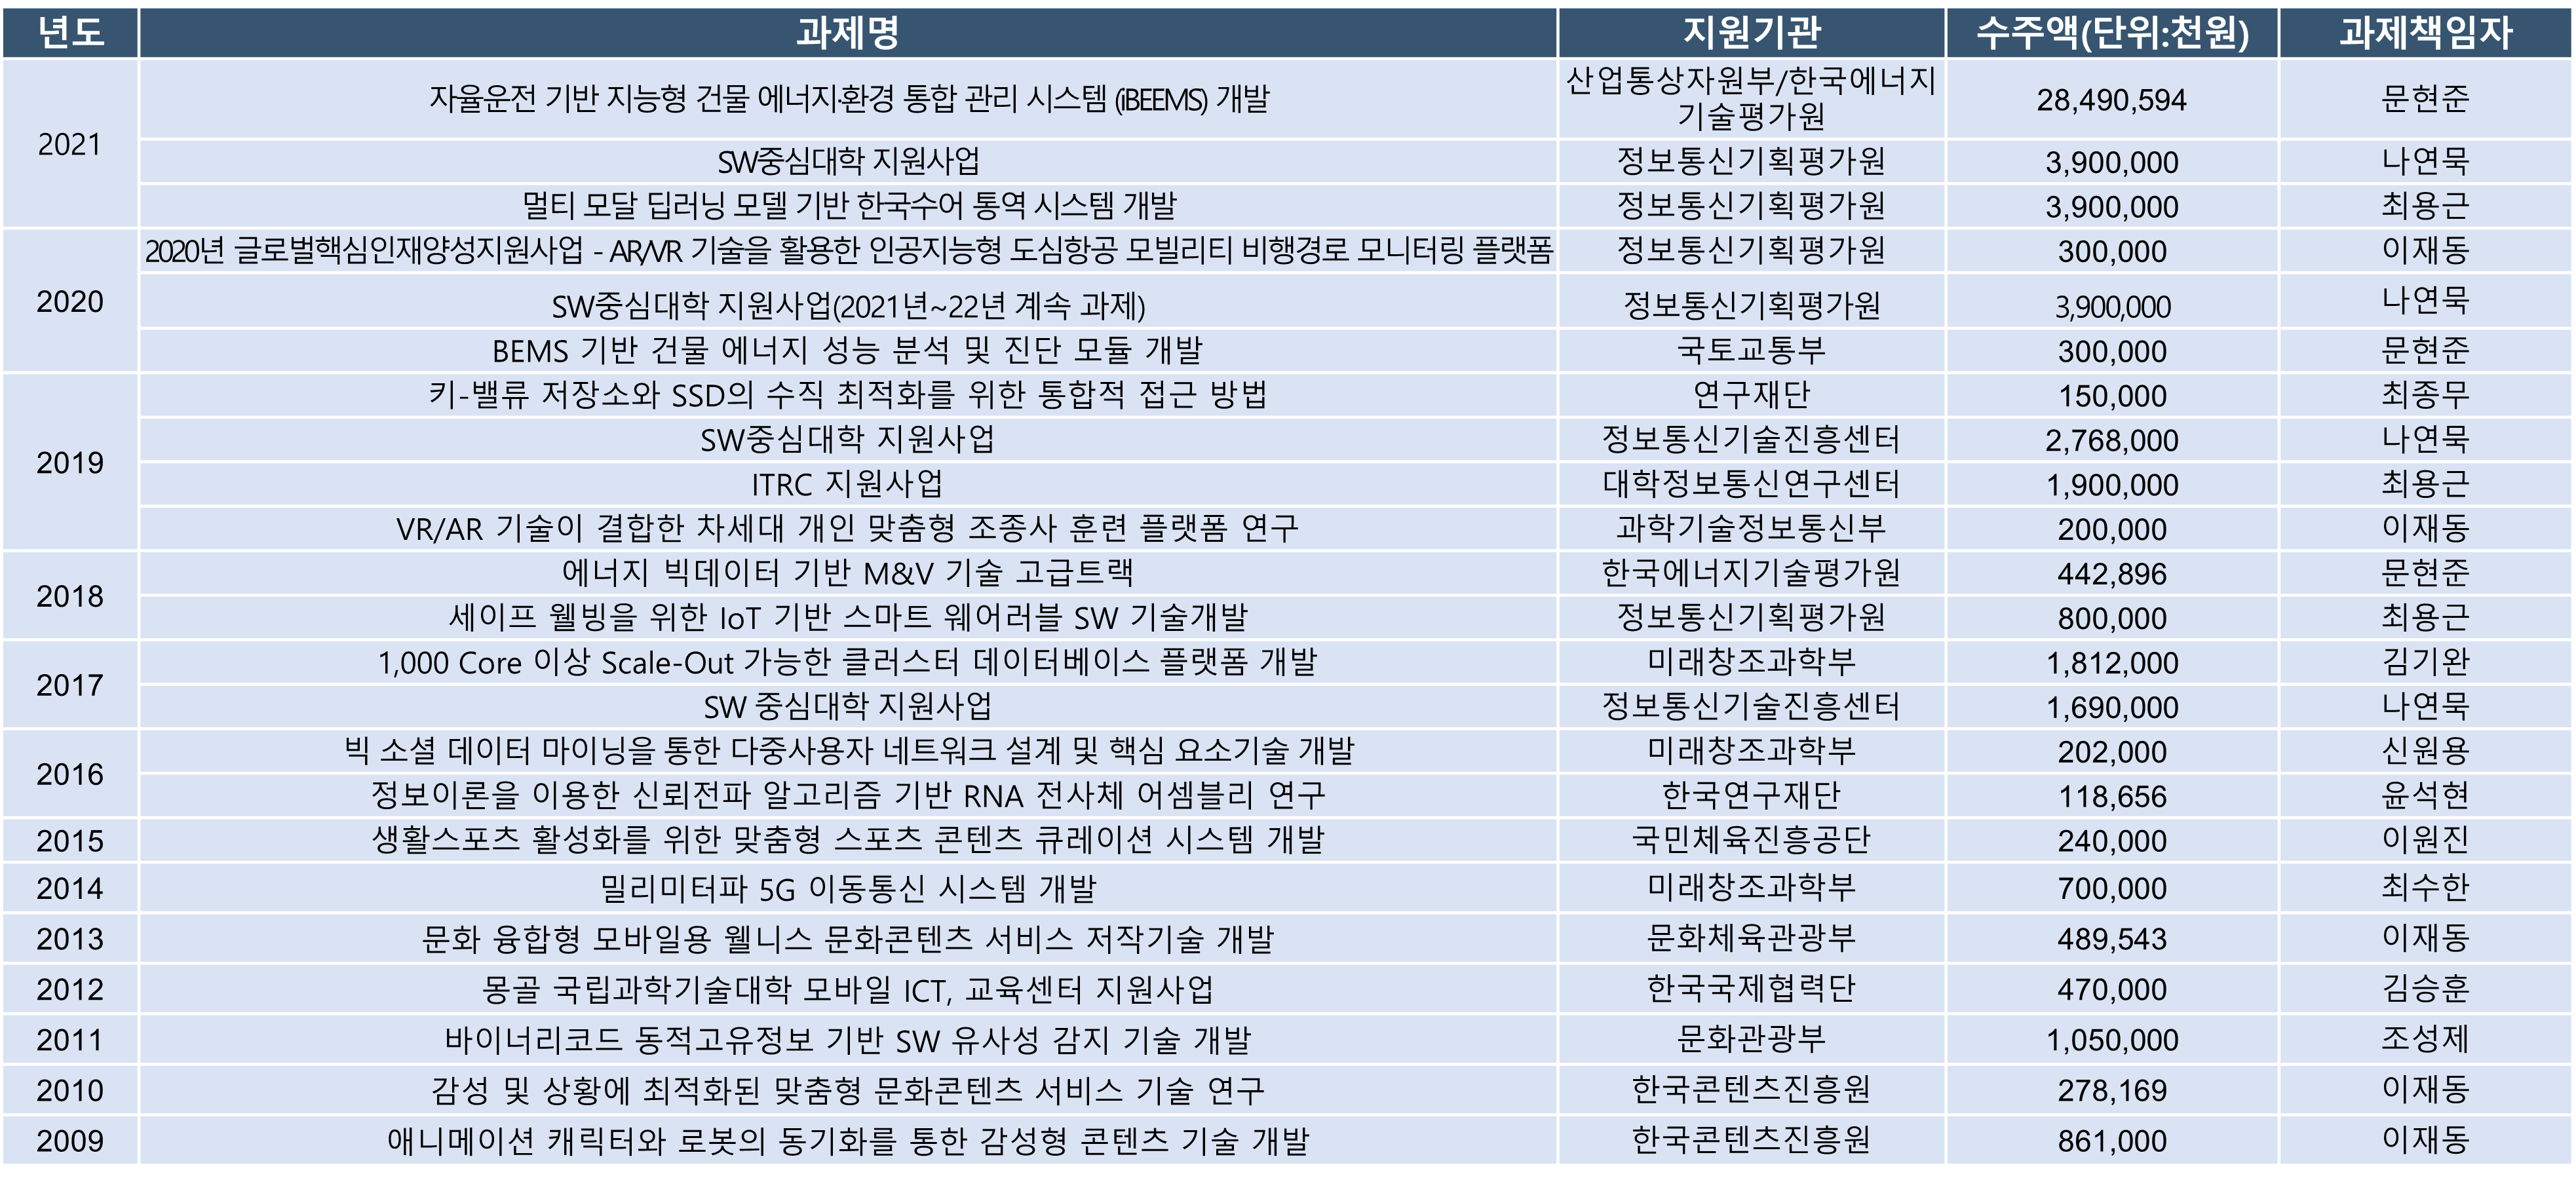 년도 과제명 지원기관 수주액(단위:천원) 과제책임자
2021 자율운전 기반 지능형 건물 에너지·환경 통합 관리 시스템 (iBEEMS) 개발 산업통상자원부/한국에너지
기술평가원 28,490,594 문현준
SW중심대학 지원사업 정보통신기획평가원 3,900,000 나연묵
멀티 모달 딥러닝 모델 기반 한국수어 통역 시스템 개발 정보통신기획평가원 3,900,000 최용근
2020 2020년 글로벌핵심인재양성지원사업 - AR/VR 기술을 활용한 인공지능형 도심항공 모빌리티 비행경로 모니터링 플랫폼 정보통신기획평가원 300,000 이재동
SW중심대학 지원사업(2021년~22년 계속 과제) 정보통신기획평가원 3,900,000 나연묵
BEMS 기반 건물 에너지 성능 분석 및 진단 모듈 개발 국토교통부 300,000 문현준
2019 키-밸류 저장소와 SSD의 수직 최적화를 위한 통합적 접근 방법 연구재단 150,000 최종무
SW중심대학 지원사업 정보통신기술진흥센터 2,768,000 나연묵
ITRC 지원사업 대학정보통신연구센터 1,900,000 최용근
VR/AR 기술이 결합한 차세대 개인 맞춤형 조종사 훈련 플랫폼 연구 과학기술정보통신부 200,000 이재동
2018 에너지 빅데이터 기반 M&V 기술 고급트랙 한국에너지기술평가원 442,896 문현준
세이프 웰빙을 위한 IoT 기반 스마트 웨어러블 SW 기술개발 정보통신기획평가원 800,000 최용근
2017 1,000 Core 이상 Scale-Out 가능한 클러스터 데이터베이스 플랫폼 개발 미래창조과학부 1,812,000 김기완
SW 중심대학 지원사업 정보통신기술진흥센터 1,690,000 나연묵
2016 빅 소셜 데이터 마이닝을 통한 다중사용자 네트워크 설계 및 핵심 요소기술 개발 미래창조과학부 202,000 신원용
정보이론을 이용한 신뢰전파 알고리즘 기반 RNA 전사체 어셈블리 연구 한국연구재단 118,656 윤석현
2015 생활스포츠 활성화를 위한 맞춤형 스포츠 콘텐츠 큐레이션 시스템 개발 국민체육진흥공단 240,000 이원진
2014 밀리미터파 5G 이동통신 시스템 개발 미래창조과학부 700,000 최수한
2013 문화 융합형 모바일용 웰니스 문화콘텐츠 서비스 저작기술 개발 문화체육관광부 489,543 이재동
2012 몽골 국립과학기술대학 모바일 ICT, 교육센터 지원사업 한국국제협력단 470,000 김승훈
2011 바이너리코드 동적고유정보 기반 SW 유사성 감지 기술 개발 문화관광부 1,050,000 조성제
2010 감성 및 상황에 최적화된 맞춤형 문화콘텐츠 서비스 기술 연구 한국콘텐츠진흥원 278,169 이재동
2009 애니메이션 캐릭터와 로봇의 동기화를 통한 감성형 콘텐츠 기술 개발 한국콘텐츠진흥원 861,000 이재동